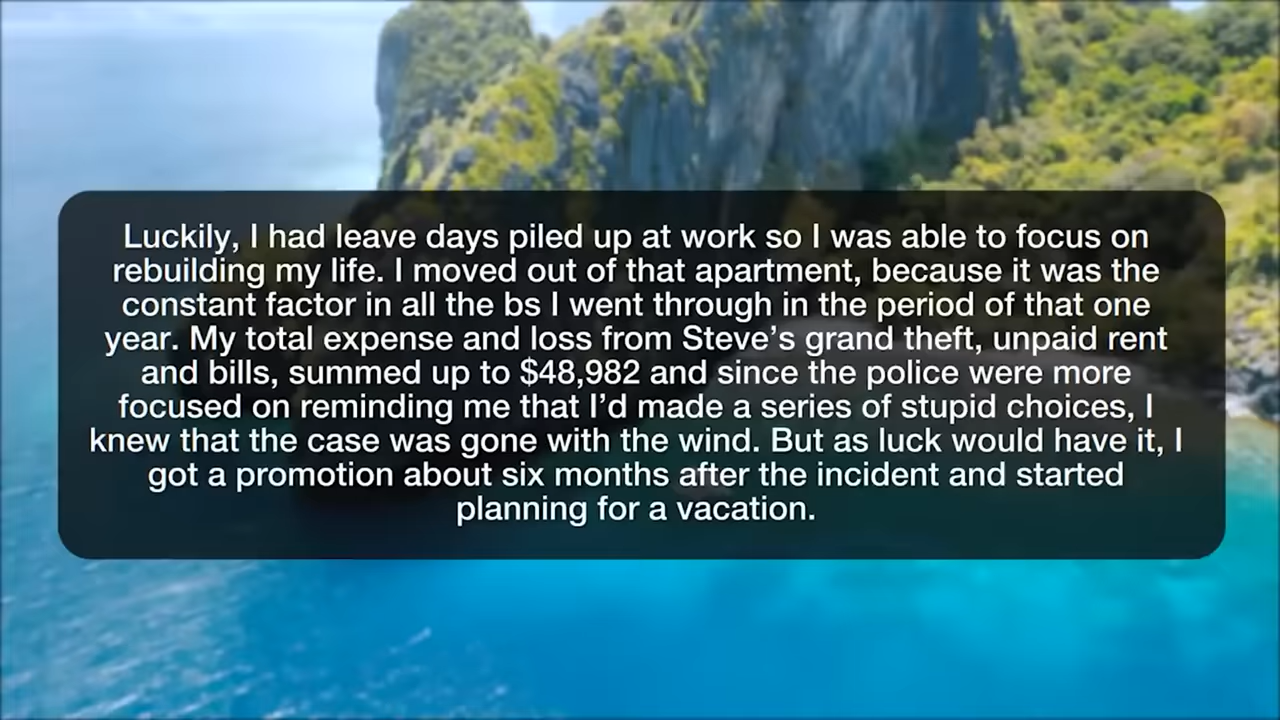 Luckily, I had leave days piled up at work so I was able to focus on
rebuilding my life. I moved out of that apartment, because it was the
constant factor in all the bs I went through in the period of that one
year. My total expense and loss from Steve’s grand theft, unpaid rent
and bills, summed up to $48,982 and since the police were more
focused on reminding me that I’d made a series of stupid choices, I
knew that the case was gone with the wind. But as luck would have it, I
got a promotion about six months after the incident and started
planning for a vacation.